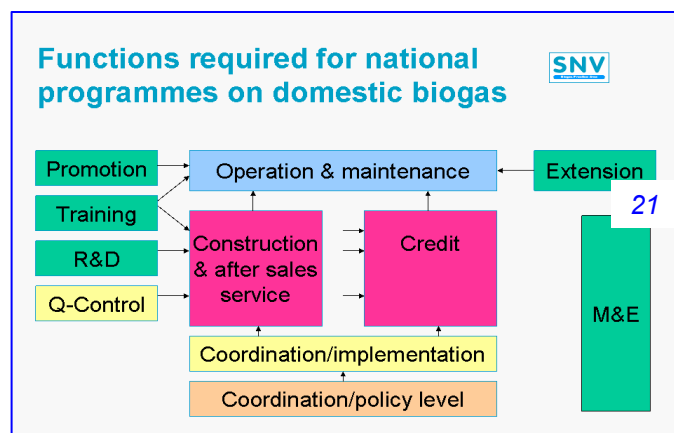 Functions required for national
programmes on domestic biogas
SNV
Promotion
Operation & maintenance
Extension
21
Training
Construction
& after sales
service
Credit
R&D
Q-Control
M&E
Coordination/implementation
Coordination/policy level